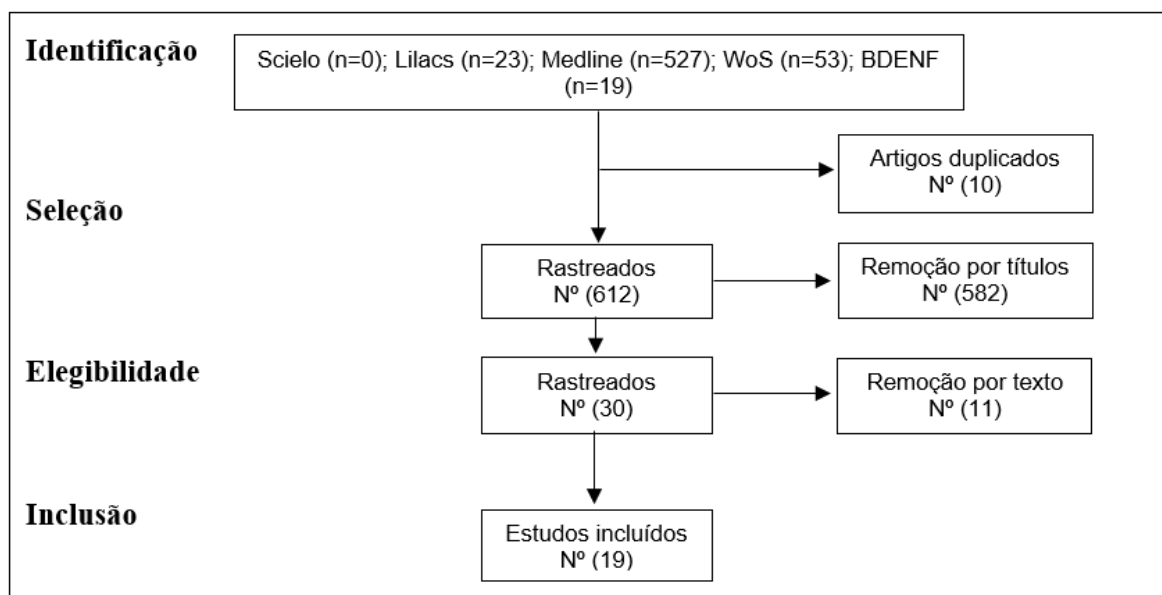 Identificação
Scielo (n=0); Lilacs (n=23); Medline (n=527); WoS (n=53); BDENF
(n=19)
Artigos duplicados
Nº (10)
Seleção
Rastreados
Nº (612)
Remoção por títulos
Nº (582)
Elegibilidade
Rastreados
Nº (30)
Remoção por texto
Nº (11)
Inclusão
Estudos incluídos
Nº (19)